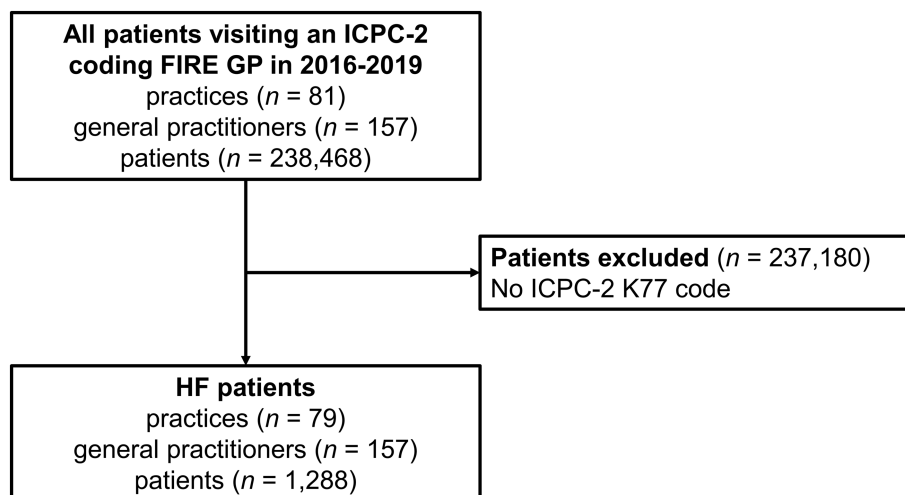 All patients visiting an ICPC-2
coding FIRE GP in 2016-2019
practices (n = 81)
general practitioners (n = 157)
patients (n = 238,468)
Patients excluded (n = 237,180)
No ICPC-2 K77 code
HF patients
practices (n = 79)
general practitioners (n = 157)
patients (n = 1,288)